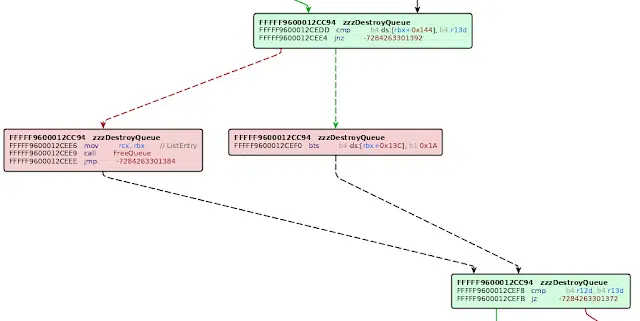 FFFFF9600012CC94 zzzDestroyQueue
FFFFF9600012CEDD cmp b4 ds:[rbx+0x144], b4 r13d
FFFFF9600012CEE4 jnz -7284263301392
FFFFF9600012CC94 zzzDestroyQueue
FFFFF9600012CEE6 mov rcx, rbx // ListEntry
FFFFF9600012CEE9 call FreeQueue
FFFFF9600012CEEE jmp -7284263301384
FFFFF9600012CC94 zzzDestroyQueue
FFFFF9600012CEF0 bts b4 ds:[rbx+0x13C], b1 0x1A
FFFFF9600012CC94 zzzDestroyQueue
FFFFF9600012CEF8 cmp b4 r12d, b4 r13d
FFFFF9600012CEFB jz -7284263301372